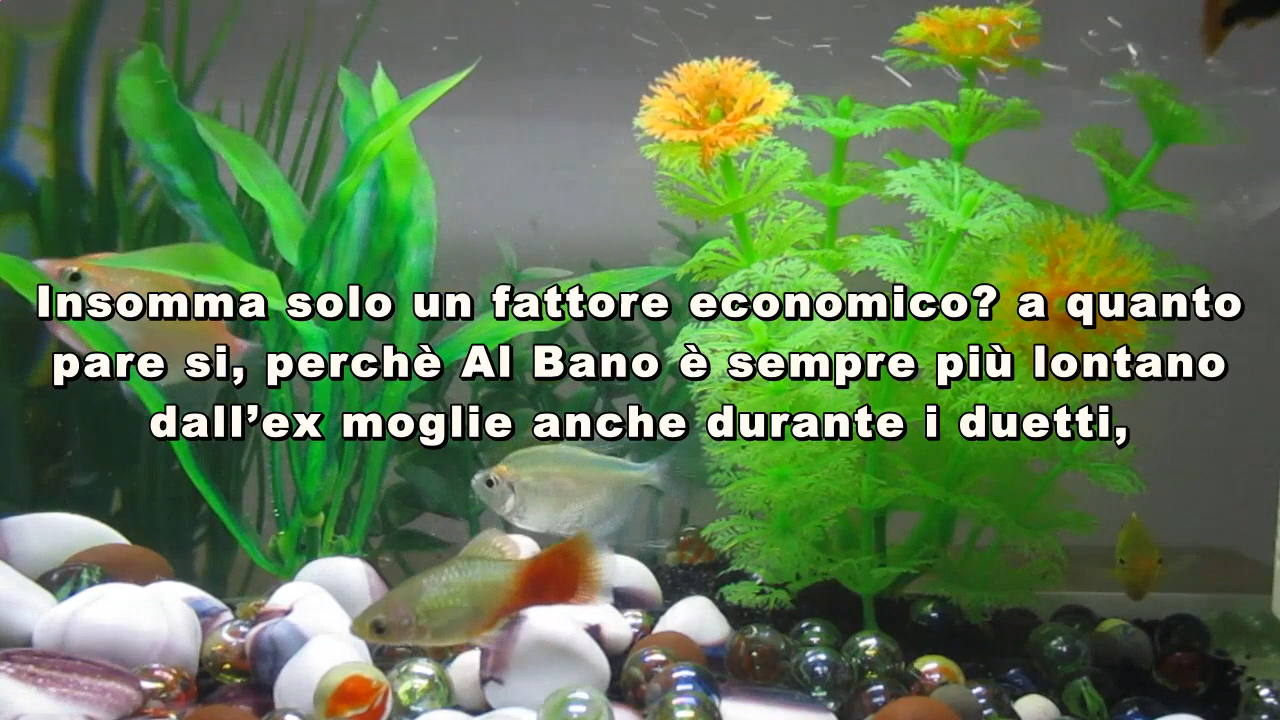 Insomma solo un fattore economico? a quanto
pare si, perchè Al Bano è sempre più lontano
dall’ex moglie anche durante i duetti,